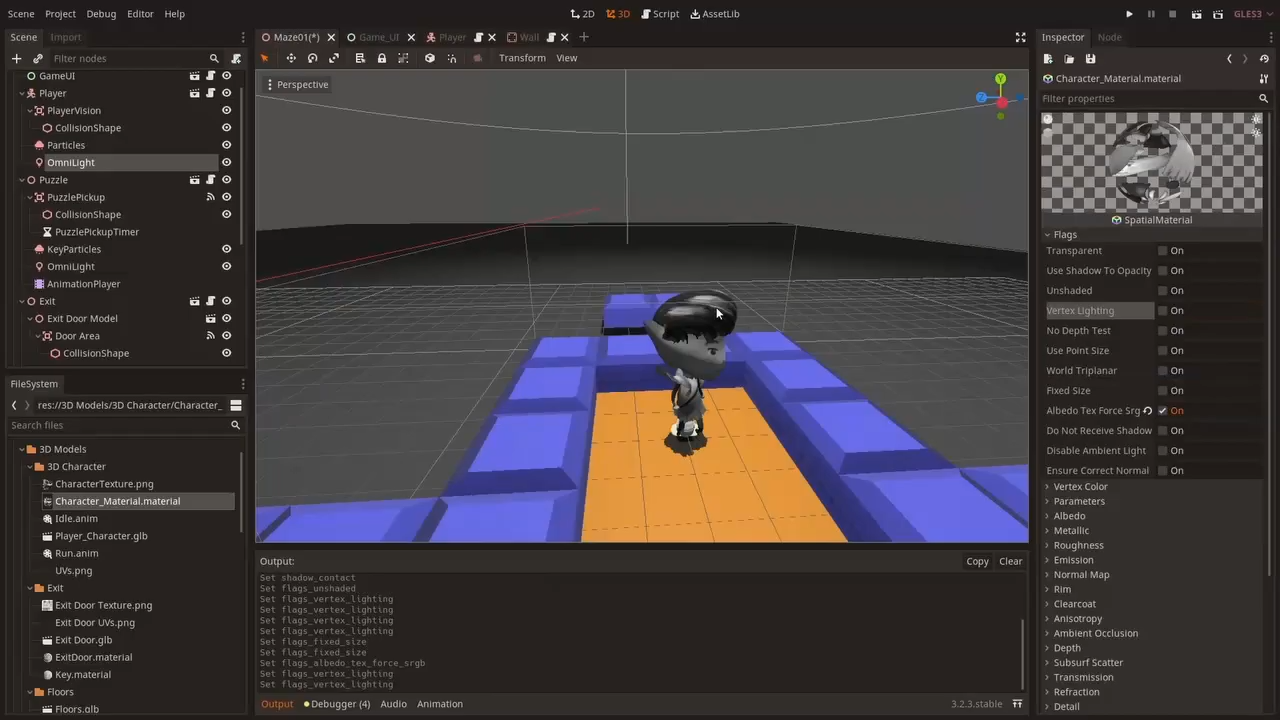 Scene Project Debug Editor Help
2D 3D Script AssetLib
GLES3
Scene Import
Filter nodes
GameUI
Player
PlayerVision
CollisionShape
Particles
OmniLight
Puzzle
PuzzlePickup
CollisionShape
PuzzlePickupTimer
KeyParticles
OmniLight
AnimationPlayer
Exit
Exit Door Model
Door Area
CollisionShape
FileSystem
res://3D Models/3D Character/Character_
Search files
3D Models
3D Character
CharacterTexture.png
Character_Material.material
Idle.anim
Player_Character.glb
Run.anim
UVs.png
Exit
Exit Door Texture.png
Exit Door UVs.png
Exit Door.glb
ExitDoor.material
Key.material
Floors
Floors.glb
Maze01(*) Game_UI Player Wall
Transform View
Perspective
Y
Z
Output:
Copy Clear
Set shadow_contact
Set flags_unshaded
Set flags_vertex_lighting
Set flags_vertex_lighting
Set flags_vertex_lighting
Set flags_vertex_lighting
Set flags_fixed_size
Set flags_fixed_size
Set flags_albedo_tex_force_srgb
Set flags_vertex_lighting
Set flags_vertex_lighting
Output Debugger (4) Audio Animation
3.2.3.stable
Inspector Node
Character_Material.material
Filter properties
SpatialMaterial
Flags
Transparent On
Use Shadow To Opacity On
Unshaded On
Vertex Lighting On
No Depth Test On
Use Point Size On
World Triplanar On
Fixed Size On
Albedo Tex Force Srg On
Do Not Receive Shadow On
Disable Ambient Light On
Ensure Correct Normal On
Vertex Color
Parameters
Albedo
Metallic
Roughness
Emission
Normal Map
Rim
Clearcoat
Anisotropy
Ambient Occlusion
Depth
Subsurf Scatter
Transmission
Refraction
Detail